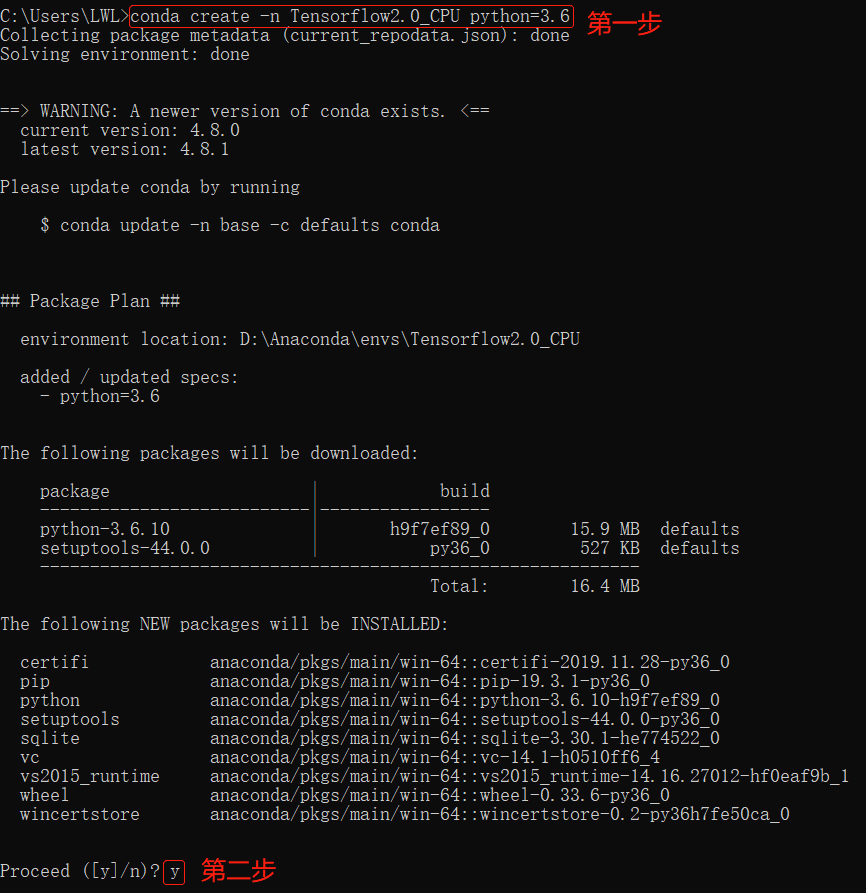 C:\Users\LWL>conda create -n Tensorflow2.0_CPU python=3.6 第一步
Collecting package metadata (current_repodata.json): done
Solving environment: done
==> WARNING: A newer version of conda exists. <==
current version: 4.8.0
latest version: 4.8.1
Please update conda by running
$ conda update -n base -c defaults conda
## Package Plan ##
environment location: D:\Anaconda\envs\Tensorflow2.0_CPU
added / updated specs:
- python=3.6
The following packages will be downloaded:
package | build
---------------------------|-----------------
python-3.6.10 | h9f7ef89_0 15.9 MB defaults
setuptools-44.0.0 | py36_0 527 KB defaults
------------------------------------------------------------
Total: 16.4 MB
The following NEW packages will be INSTALLED:
certifi anaconda/pkgs/main/win-64::certifi-2019.11.28-py36_0
pip anaconda/pkgs/main/win-64::pip-19.3.1-py36_0
python anaconda/pkgs/main/win-64::python-3.6.10-h9f7ef89_0
setuptools anaconda/pkgs/main/win-64::setuptools-44.0.0-py36_0
sqlite anaconda/pkgs/main/win-64::sqlite-3.30.1-he774522_0
vc anaconda/pkgs/main/win-64::vc-14.1-h0510ff6_4
vs2015_runtime anaconda/pkgs/main/win-64::vs2015_runtime-14.16.27012-hf0eaf9b_1
wheel anaconda/pkgs/main/win-64::wheel-0.33.6-py36_0
wincertstore anaconda/pkgs/main/win-64::wincertstore-0.2-py36h7fe50ca_0
Proceed ([y]/n)?y 第二步